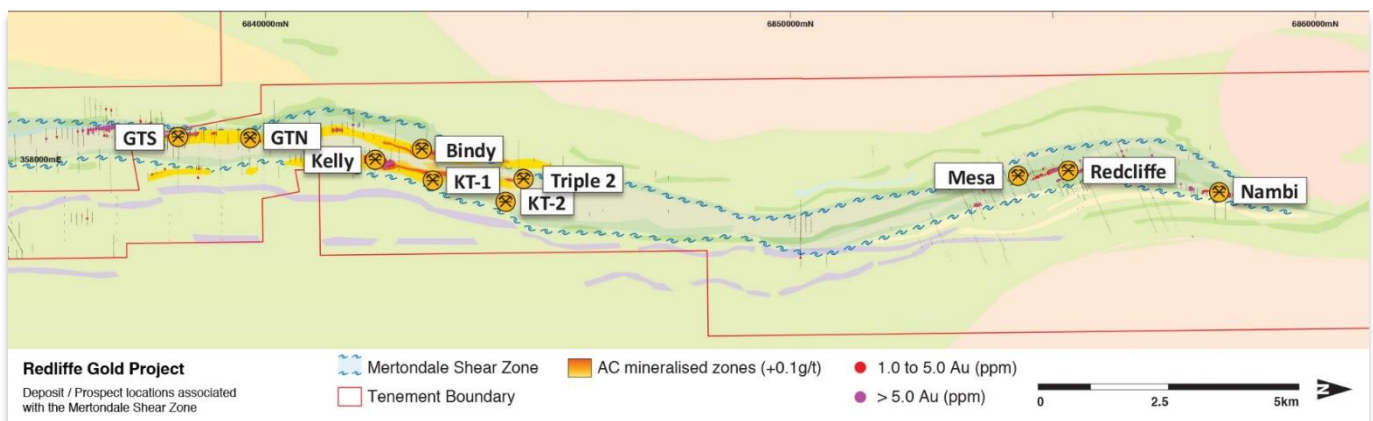 6840000mN
6850000mN
6860000mN
GTS
GTN
Bindy
358000mE
Kelly
KT-1
Triple 2
KT-2
Mesa
Redcliffe
Nambi
Redliffe Gold Project
Deposit / Prospect locations associated
with the Mertondale Shear Zone
Mertondale Shear Zone
Tenement Boundary
AC mineralised zones (+0.1g/t)
1.0 to 5.0 Au (ppm)
> 5.0 Au (ppm)
0 2.5 5km
N